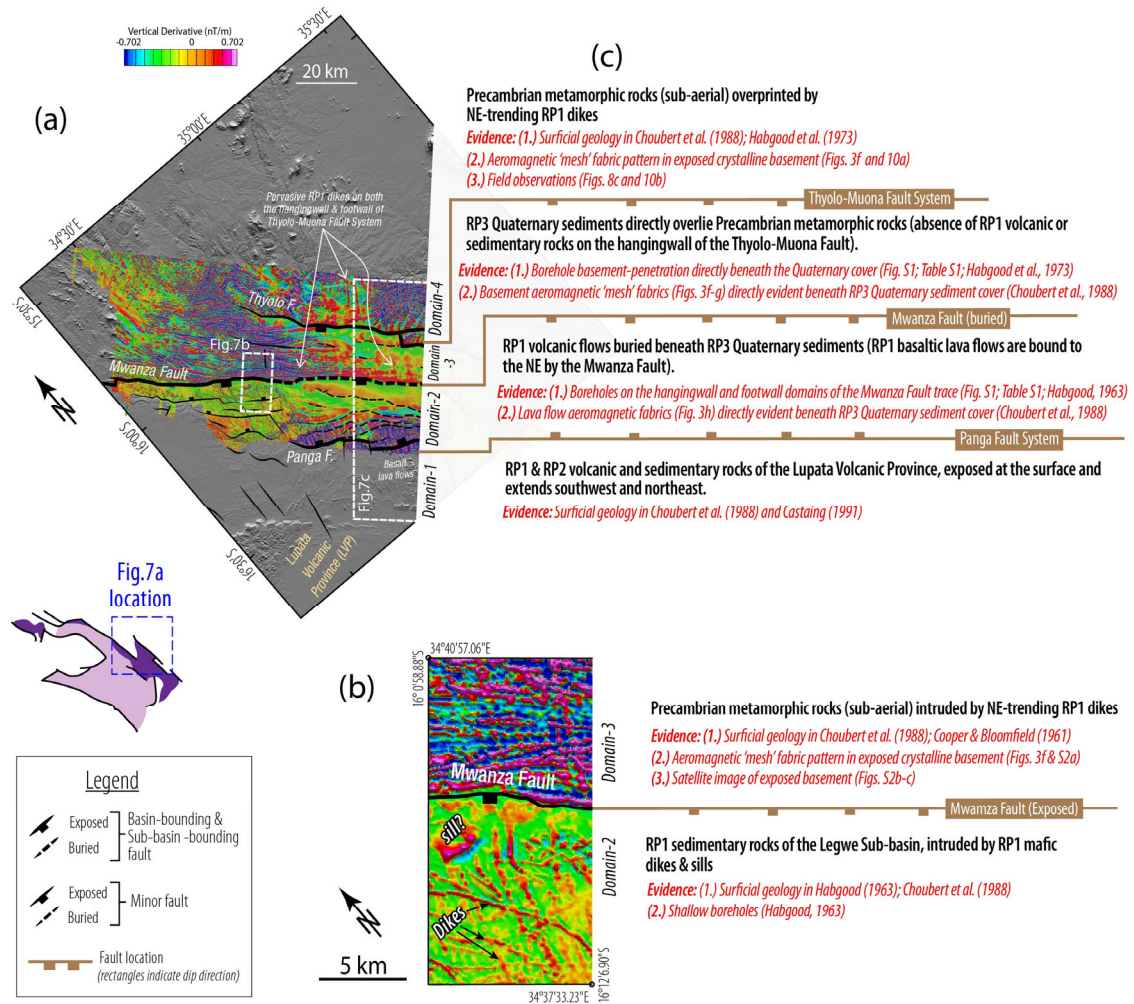 Vertical Derivative (nT/m)
-0.702 0 0.702
(a)
20 km
35°30'E
35°00'E
34°30'E
15°30'S
16°00'S
16°30'S
Pervasive RP1 dikes on both
the hangingwall & footwall of
Thyolo-Muona Fault System
Thyolo F.
Fig.7b
Mwanza Fault
Panga F.
Fig.7c
Basalt
lava flows
Domain-4
Domain
-3
Domain-2
Domain-1
Lupata
Volcanic
Province (LVP)
N
(c)
Precambrian metamorphic rocks (sub-aerial) overprinted by
NE-trending RP1 dikes
Evidence: (1.) Surficial geology in Choubert et al. (1988); Habgood et al. (1973)
(2.) Aeromagnetic ‘mesh’ fabric pattern in exposed crystalline basement (Figs. 3f and 10a)
(3.) Field observations (Figs. 8c and 10b)
Thyolo-Muona Fault System
RP3 Quaternary sediments directly overlie Precambrian metamorphic rocks (absence of RP1 volcanic or
sedimentary rocks on the hangingwall of the Thyolo-Muona Fault).
Evidence: (1.) Borehole basement-penetration directly beneath the Quaternary cover (Fig. S1; Table S1; Habgood et al., 1973)
(2.) Basement aeromagnetic ‘mesh’ fabrics (Figs. 3f-g) directly evident beneath RP3 Quaternary sediment cover (Choubert et al., 1988)
Mwanza Fault (buried)
RP1 volcanic flows buried beneath RP3 Quaternary sediments (RP1 basaltic lava flows are bound to
the NE by the Mwanza Fault).
Evidence: (1.) Boreholes on the hangingwall and footwall domains of the Mwanza Fault trace (Fig. S1; Table S1; Habgood, 1963)
(2.) Lava flow aeromagnetic fabrics (Fig. 3h) directly evident beneath RP3 Quaternary sediment cover (Choubert et al., 1988)
Panga Fault System
RP1 & RP2 volcanic and sedimentary rocks of the Lupata Volcanic Province, exposed at the surface and
extends southwest and northeast.
Evidence: Surficial geology in Choubert et al. (1988) and Castaing (1991)
Fig.7a
location
Legend
Exposed
Buried
Basin-bounding &
Sub-basin -bounding
fault
Exposed
Buried
Minor fault
Fault location
(rectangles indicate dip direction)
(b)
34°40'57.06"E
16° 0'58.88"S
Mwanza Fault
sill?
Dikes
Domain-3
Domain-2
N
5 km
34°37'33.23"E
16°12'6.90"S
Precambrian metamorphic rocks (sub-aerial) intruded by NE-trending RP1 dikes
Evidence: (1.) Surficial geology in Choubert et al. (1988); Cooper & Bloomfield (1961)
(2.) Aeromagnetic ‘mesh’ fabric pattern in exposed crystalline basement (Figs. 3f & S2a)
(3.) Satellite image of exposed basement (Figs. S2b-c)
Mwamza Fault (Exposed)
RP1 sedimentary rocks of the Legwe Sub-basin, intruded by RP1 mafic
dikes & sills
Evidence: (1.) Surficial geology in Habgood (1963); Choubert et al. (1988)
(2.) Shallow boreholes (Habgood, 1963)